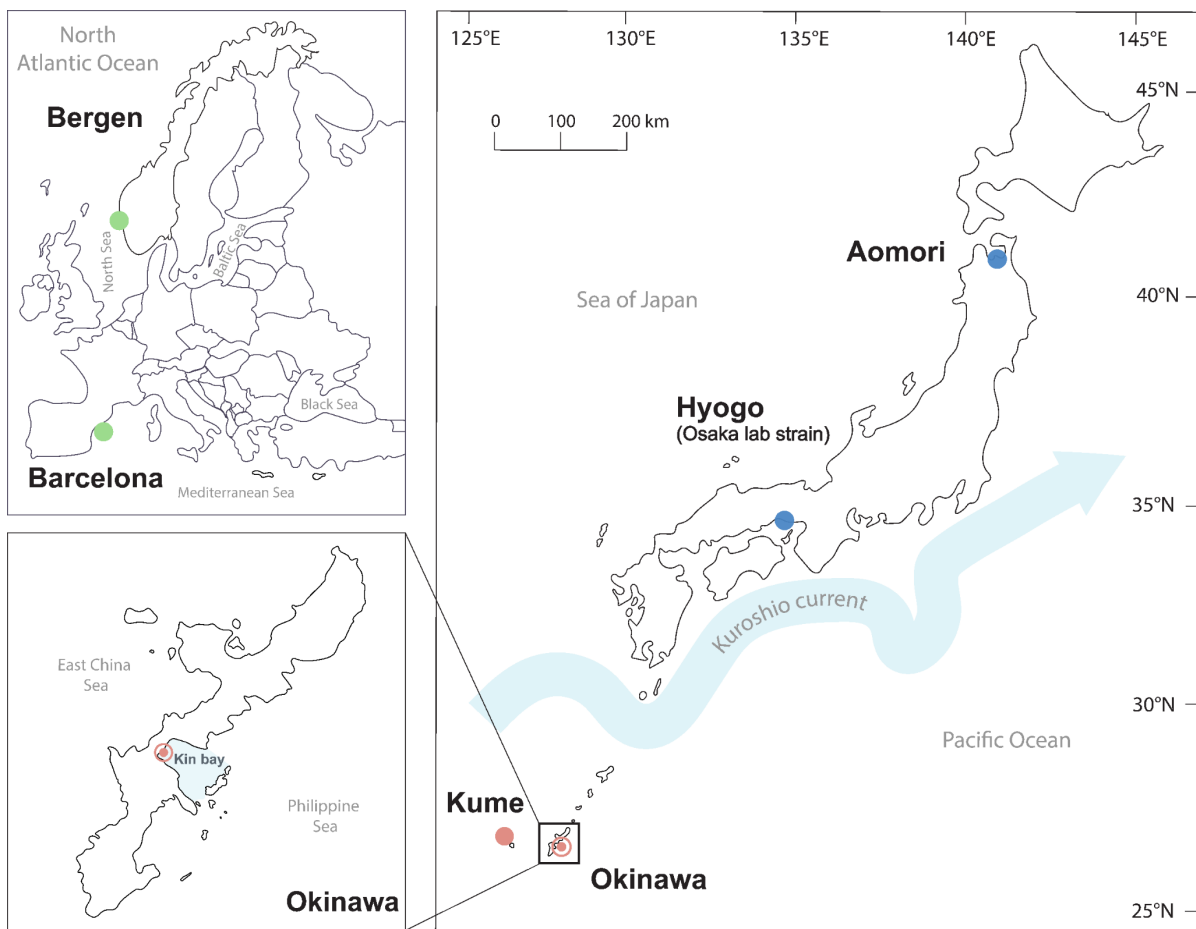 North
Atlantic Ocean
Bergen
North Sea
Baltic Sea
Black Sea
Barcelona
Mediterranean Sea
East China
Sea
Kin bay
Philippine
Sea
Okinawa
125°E
130°E
135°E
140°E
145°E
0 100 200 km
45°N
Aomori
Sea of Japan
40°N
Hyogo
(Osaka lab strain)
35°N
Kuroshio current
30°N
Pacific Ocean
Kume
Okinawa
25°N